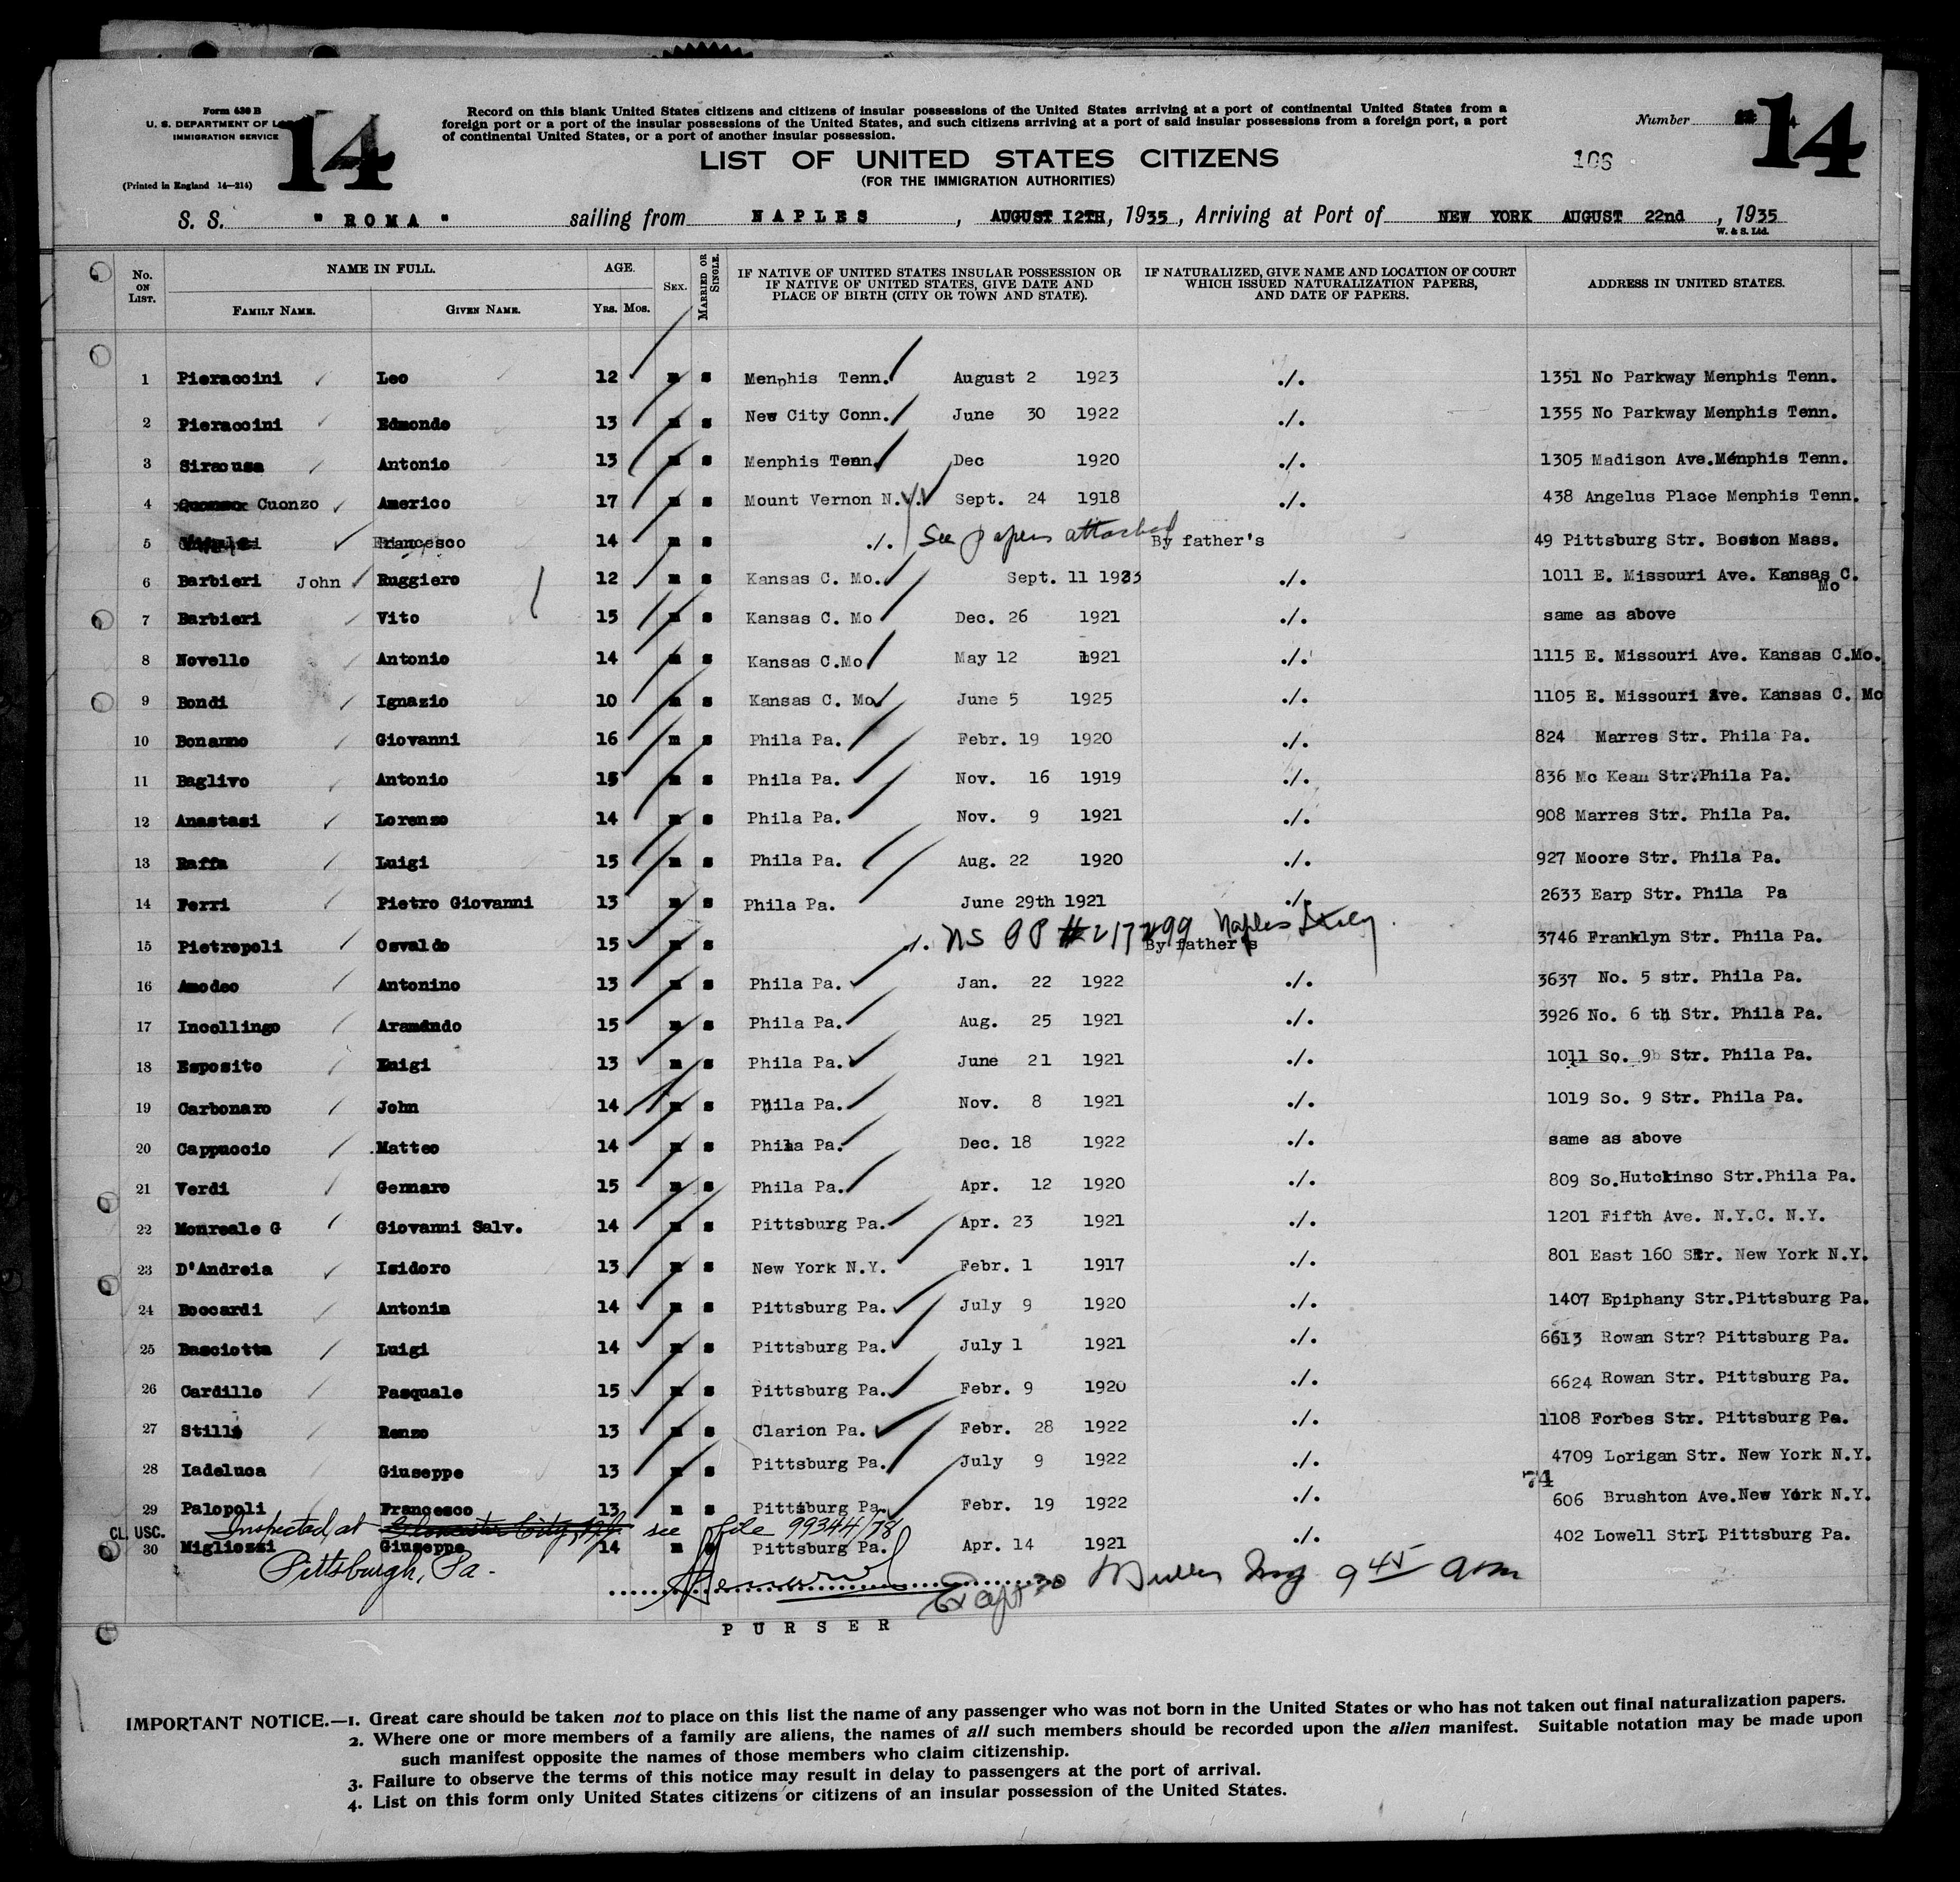 Form 630 B
U. S. DEPARTMENT OF
IMMIGRATION SERVICE
(Printed in England 14—214)
14
Record on this blank United States citizens and citizens of insular possessions of the United States arriving at a port of continental United States from a
foreign port or a port of the insular possessions of the United States, and such citizens arriving at a port of said insular possessions from a foreign port, a port
of continental United States, or a port of another insular possession.
LIST OF UNITED STATES CITIZENS
(FOR THE IMMIGRATION AUTHORITIES)
Number
14
106
S. S. " ROMA " sailing from NAPLES, AUGUST 12TH, 1935, Arriving at Port of NEW YORK AUGUST 22nd, 1935
W. & S. Ltd.
No. ON LIST. NAME IN FULL. FAMILY NAME. GIVEN NAME. AGE. YRS. MOS. SEX. MARRIED OR SINGLE. IF NATIVE OF UNITED STATES INSULAR POSSESSION OR IF NATIVE OF UNITED STATES, GIVE DATE AND PLACE OF BIRTH (CITY OR TOWN AND STATE). IF NATURALIZED, GIVE NAME AND LOCATION OF COURT WHICH ISSUED NATURALIZATION PAPERS, AND DATE OF PAPERS. ADDRESS IN UNITED STATES.
1 Pieraccini Leo 12 m s Menphis Tenn. August 2 1923 ./. 1351 No Parkway Menphis Tenn.
2 Pieraccini Edmondo 13 m s New City Conn. June 30 1922 ./. 1355 No Parkway Menphis Tenn.
3 Siracusa Antonio 13 m s Menphis Tenn. Dec 1920 ./. 1305 Madison Ave.Menphis Tenn.
4 Cuonzo Americo 17 m s Mount Vernon N.Y. Sept. 24 1918 ./. 438 Angelus Place Menphis Tenn.
5 Francesco 14 m s ./. See papers attached By father's 49 Pittsburg Str. Boston Mass.
6 Barbieri John Ruggiero 12 m s Kansas C. Mo. Sept. 11 1923 ./. 1011 E. Missouri Ave. Kansas C. Mo
7 Barbieri Vito 15 m s Kansas C. Mo Dec. 26 1921 ./. same as above
8 Novello Antonio 14 m s Kansas C.Mo May 12 1921 ./. 1115 E. Missouri Ave. Kansas C.Mo.
9 Bondi Ignazio 10 m s Kansas C. Mo June 5 1925 ./. 1105 E. Missouri Ave. Kansas C. Mo
10 Bonanno Giovanni 16 m s Phila Pa. Febr. 19 1920 ./. 824 Marres Str. Phila Pa.
11 Baglivo Antonio 15 m s Phila Pa. Nov. 16 1919 ./. 836 Mc Kean Str.Phila Pa.
12 Anastasi Lorenzo 14 m s Phila Pa. Nov. 9 1921 ./. 908 Marres Str. Phila Pa.
13 Raffa Luigi 15 m s Phila Pa. Aug. 22 1920 ./. 927 Moore Str. Phila Pa.
14 Ferri Pietro Giovanni 13 m s Phila Pa. June 29th 1921 ./. 2633 Earp Str. Phila Pa
15 Pietropoli Osvaldo 15 m s ./. NS PP #217299 Naples Italy. By father's 3746 Franklyn Str. Phila Pa.
16 Amodeo Antonino 13 m s Phila Pa. Jan. 22 1922 ./. 3637 No. 5 str. Phila Pa.
17 Incollingo Aramando 15 m s Phila Pa. Aug. 25 1921 ./. 3926 No. 6 th Str. Phila Pa.
18 Esposito Luigi 13 m s Phila Pa. June 21 1921 ./. 1011 So. 9 Str. Phila Pa.
19 Carbonaro John 14 m s Phila Pa. Nov. 8 1921 ./. 1019 So. 9 Str. Phila Pa.
20 Cappuccio Matteo 14 m s Phila Pa. Dec. 18 1922 ./. same as above
21 Verdi Gennaro 15 m s Phila Pa. Apr. 12 1920 ./. 809 So.Hutckinso Str.Phila Pa.
22 Monreale G Giovanni Salv. 14 m s Pittsburg Pa. Apr. 23 1921 ./. 1201 Fifth Ave. N.Y.C. N.Y.
23 D'Andreia Isidoro 13 m s New York N.Y. Febr. 1 1917 ./. 801 East 160 Str. New York N.Y.
24 Boccardi Antonin 14 m s Pittsburg Pa. July 9 1920 ./. 1407 Epiphany Str.Pittsburg Pa.
25 Basciotta Luigi 14 m s Pittsburg Pa. July 1 1921 ./. 6613 Rowan Str? Pittsburg Pa.
26 Cardillo Pasquale 15 m s Pittsburg Pa. Febr. 9 1920 ./. 6624 Rowan Str. Pittsburg Pa.
27 Still Renzo 13 m s Clarion Pa. Febr. 28 1922 ./. 1108 Forbes Str. Pittsburg Pa.
28 Iadeluca Giuseppe 13 m s Pittsburg Pa. July 9 1922 ./. 4709 Lorigan Str. New York N.Y.
74
29 Palopoli Francesco 13 m s Pittsburg Pa. Febr. 19 1922 ./. 606 Brushton Ave.New York N.Y.
CL. USC. Inspected at Gloucester City, N.J. see file 99344/78
30 Migliozzi Giuseppe 14 m s Pittsburg Pa. Apr. 14 1921 ./. 402 Lowell Str. Pittsburg Pa.
Pittsburgh, Pa.
Except 30 9 45 am
PURSER
IMPORTANT NOTICE.—1. Great care should be taken not to place on this list the name of any passenger who was not born in the United States or who has not taken out final naturalization papers.
2. Where one or more members of a family are aliens, the names of all such members should be recorded upon the alien manifest. Suitable notation may be made upon
such manifest opposite the names of those members who claim citizenship.
3. Failure to observe the terms of this notice may result in delay to passengers at the port of arrival.
4. List on this form only United States citizens or citizens of an insular possession of the United States.